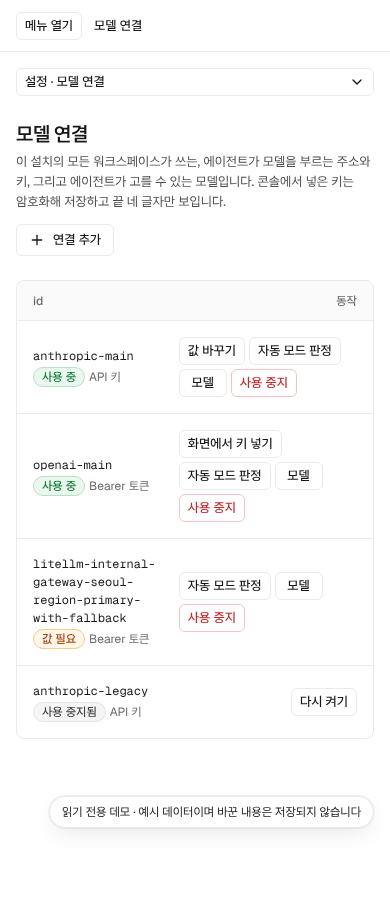 메뉴 열기 모델 연결
설정 · 모델 연결
모델 연결
이 설치의 모든 워크스페이스가 쓰는, 에이전트가 모델을 부르는 주소와
키, 그리고 에이전트가 고를 수 있는 모델입니다. 콘솔에서 넣은 키는
암호화해 저장하고 끝 네 글자만 보입니다.
연결 추가
id 동작
anthropic-main
사용 중 API 키
값 바꾸기 자동 모드 판정
모델 사용 중지
openai-main
사용 중 Bearer 토큰
화면에서 키 넣기
자동 모드 판정 모델
사용 중지
litellm-internal-
gateway-seoul-
region-primary-
with-fallback
값 필요 Bearer 토큰
자동 모드 판정 모델
사용 중지
anthropic-legacy
사용 중지됨 API 키
다시 켜기
읽기 전용 데모 · 예시 데이터이며 바꾼 내용은 저장되지 않습니다